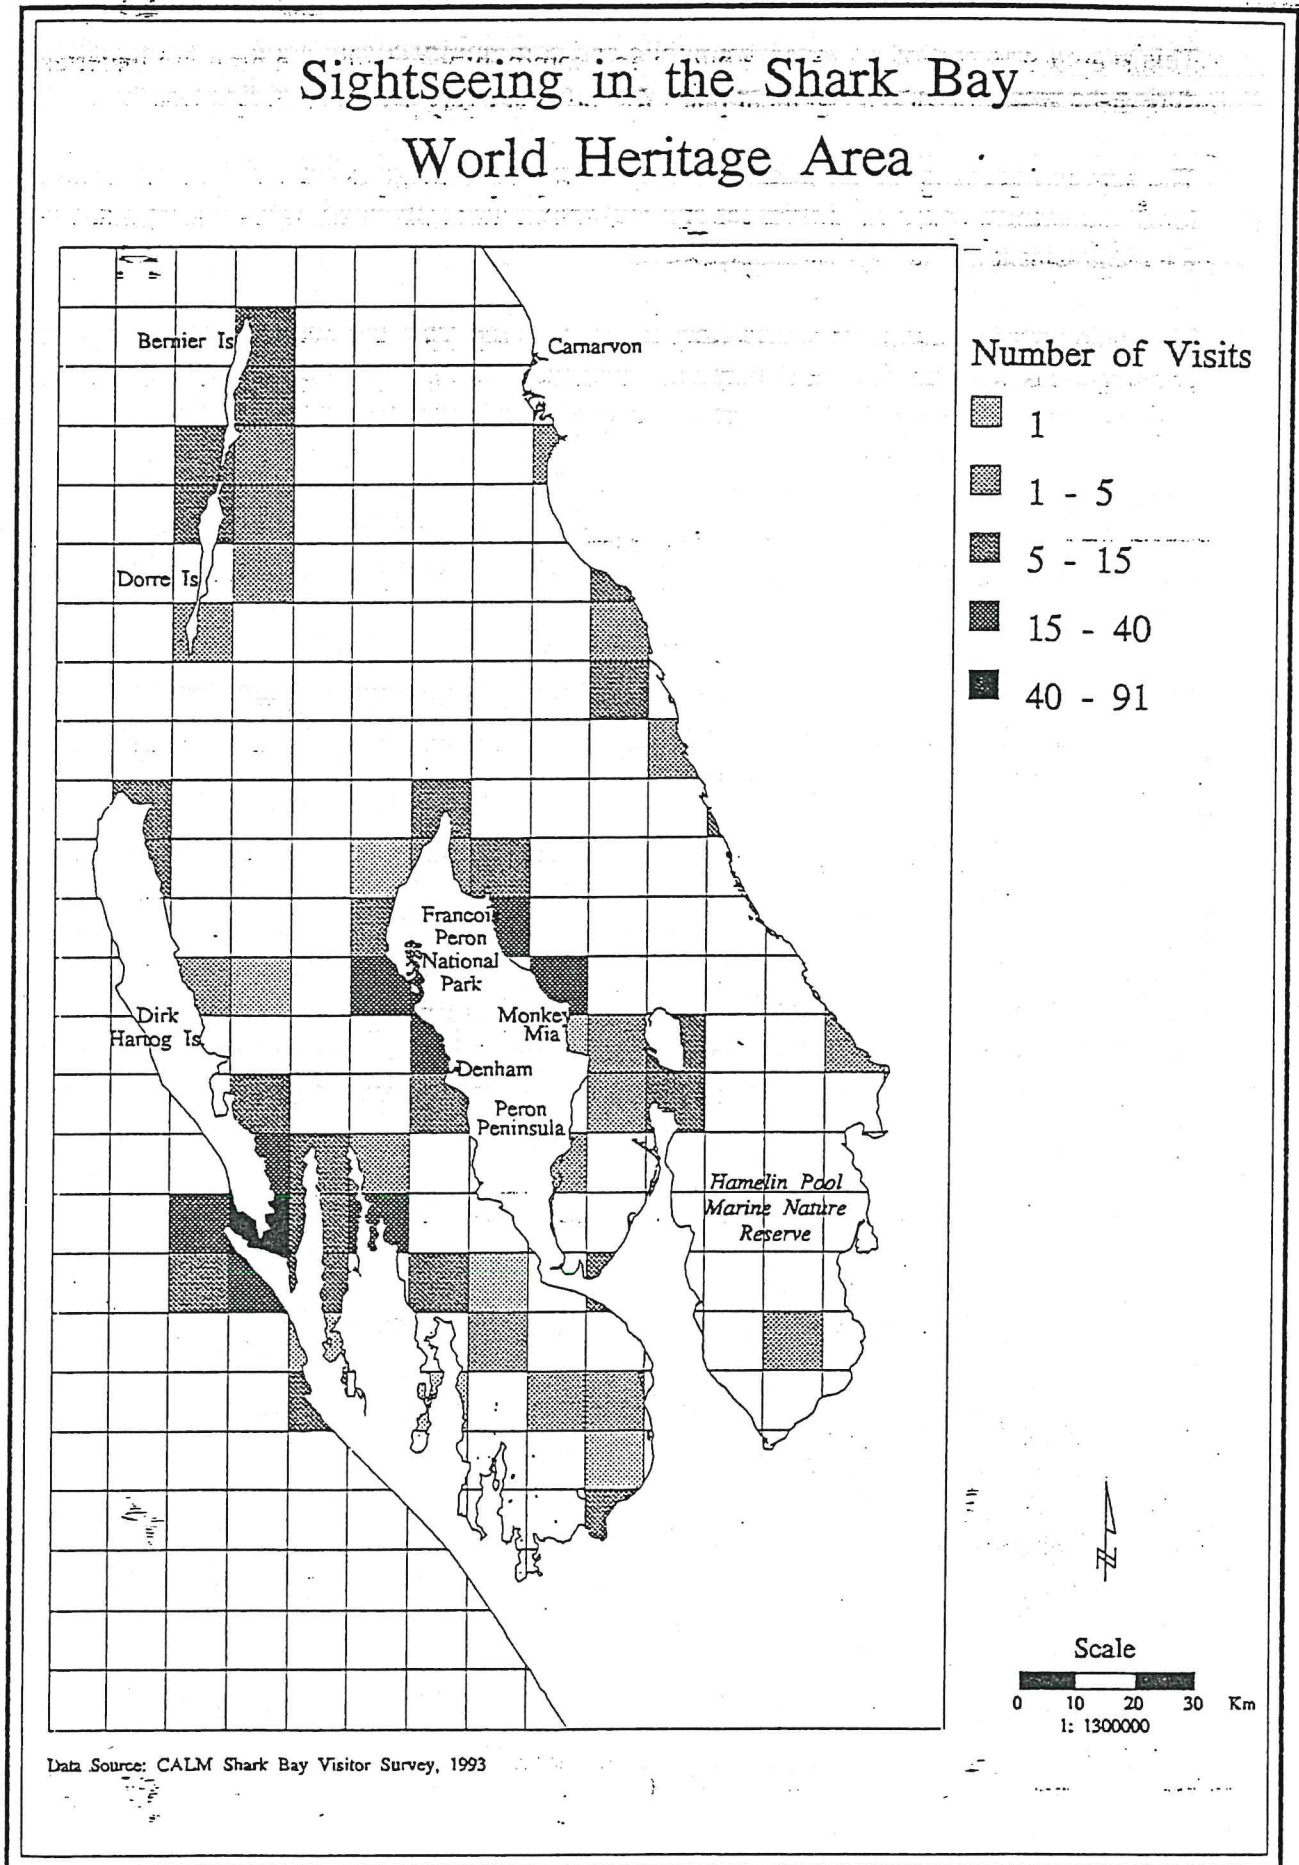 Sightseeing in the Shark Bay
World Heritage Area
Bernier Is
Carnarvon
Number of Visits
1
1 - 5
5 - 15
15 - 40
40 - 91
Dorre Is
Francois
Peron
National
Park
Dirk
Hartog Is
Monkey
Mia
Denham
Peron
Peninsula
Hamelin Pool
Marine Nature
Reserve
N
Scale
0 10 20 30 Km
1: 1300000
Data Source: CALM Shark Bay Visitor Survey, 1993